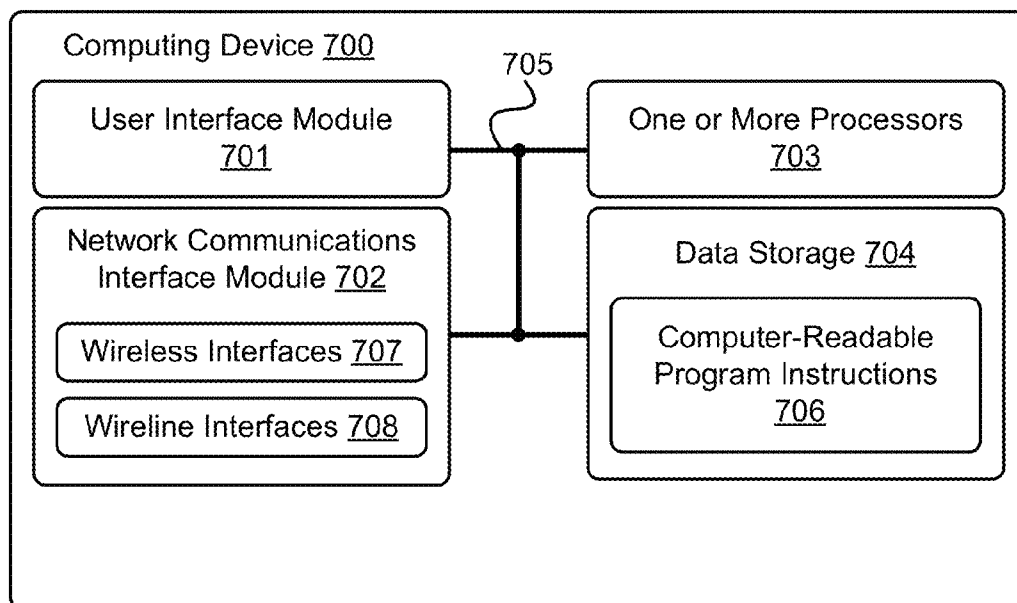 Computing Device 700
705
User Interface Module
701
One or More Processors
703
Network Communications
Interface Module 702
Wireless Interfaces 707
Wireline Interfaces 708
Data Storage 704
Computer-Readable
Program Instructions
706